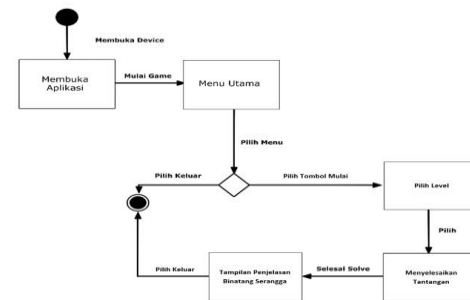 Membuka Device
Membuka
Aplikasi
Mulai Game
Menu Utama
Pilih Menu
Pilih Keluar
Pilih Tombol Mulai
Pilih Level
Pilih
Menyelesaikan
Tantangan
Selesai Solve
Tampilan Penjelasan
Binatang Serangga
Pilih Keluar